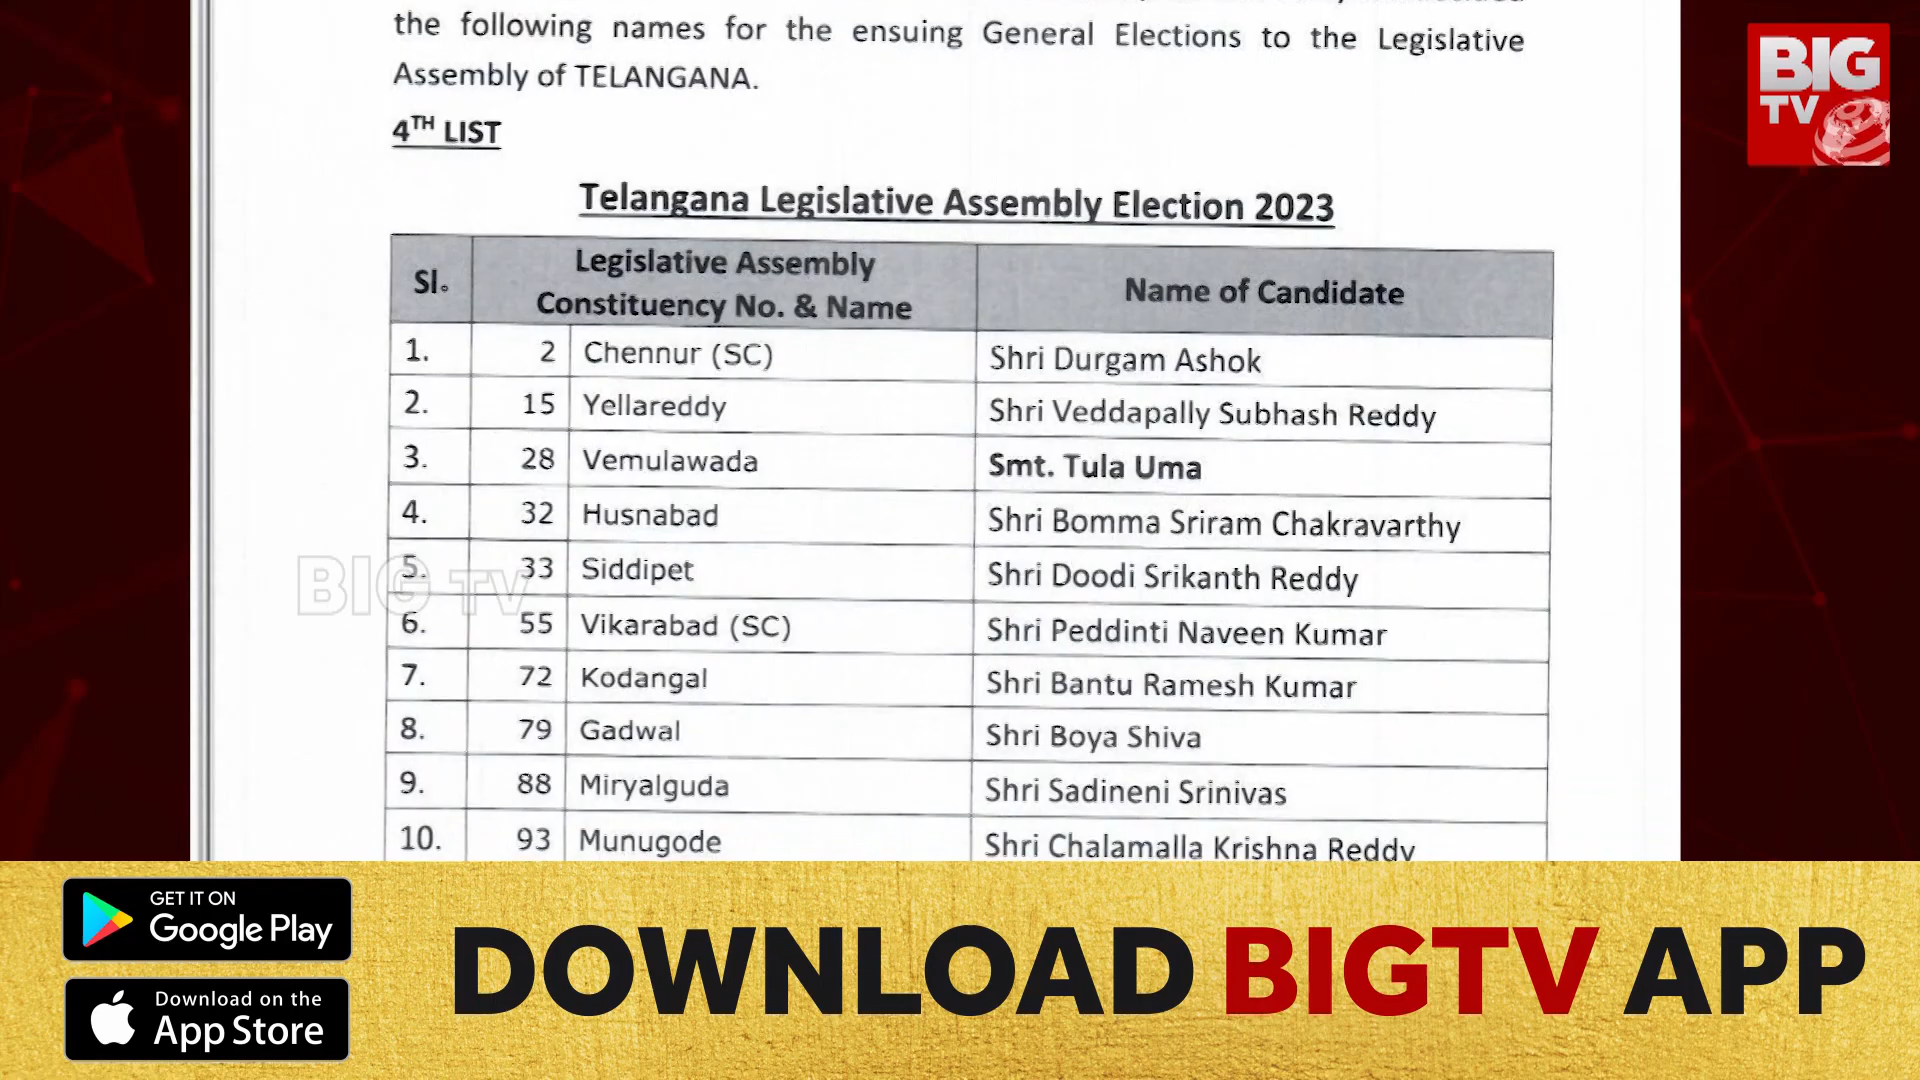 the following names for the ensuing General Elections to the Legislative
Assembly of TELANGANA.
4TH LIST
Telangana Legislative Assembly Election 2023
Sl. Legislative Assembly Constituency No. & Name Name of Candidate
1. 2 Chennur (SC) Shri Durgam Ashok
2. 15 Yellareddy Shri Veddapally Subhash Reddy
3. 28 Vemulawada Smt. Tula Uma
4. 32 Husnabad Shri Bomma Sriram Chakravarthy
5. 33 Siddipet Shri Doodi Srikanth Reddy
6. 55 Vikarabad (SC) Shri Peddinti Naveen Kumar
7. 72 Kodangal Shri Bantu Ramesh Kumar
8. 79 Gadwal Shri Boya Shiva
9. 88 Miryalguda Shri Sadineni Srinivas
10. 93 Munugode Shri Chalamalla Krishna Reddy
BIG TV
BIG
TV
GET IT ON
Google Play
Download on the
App Store
DOWNLOAD BIGTV APP